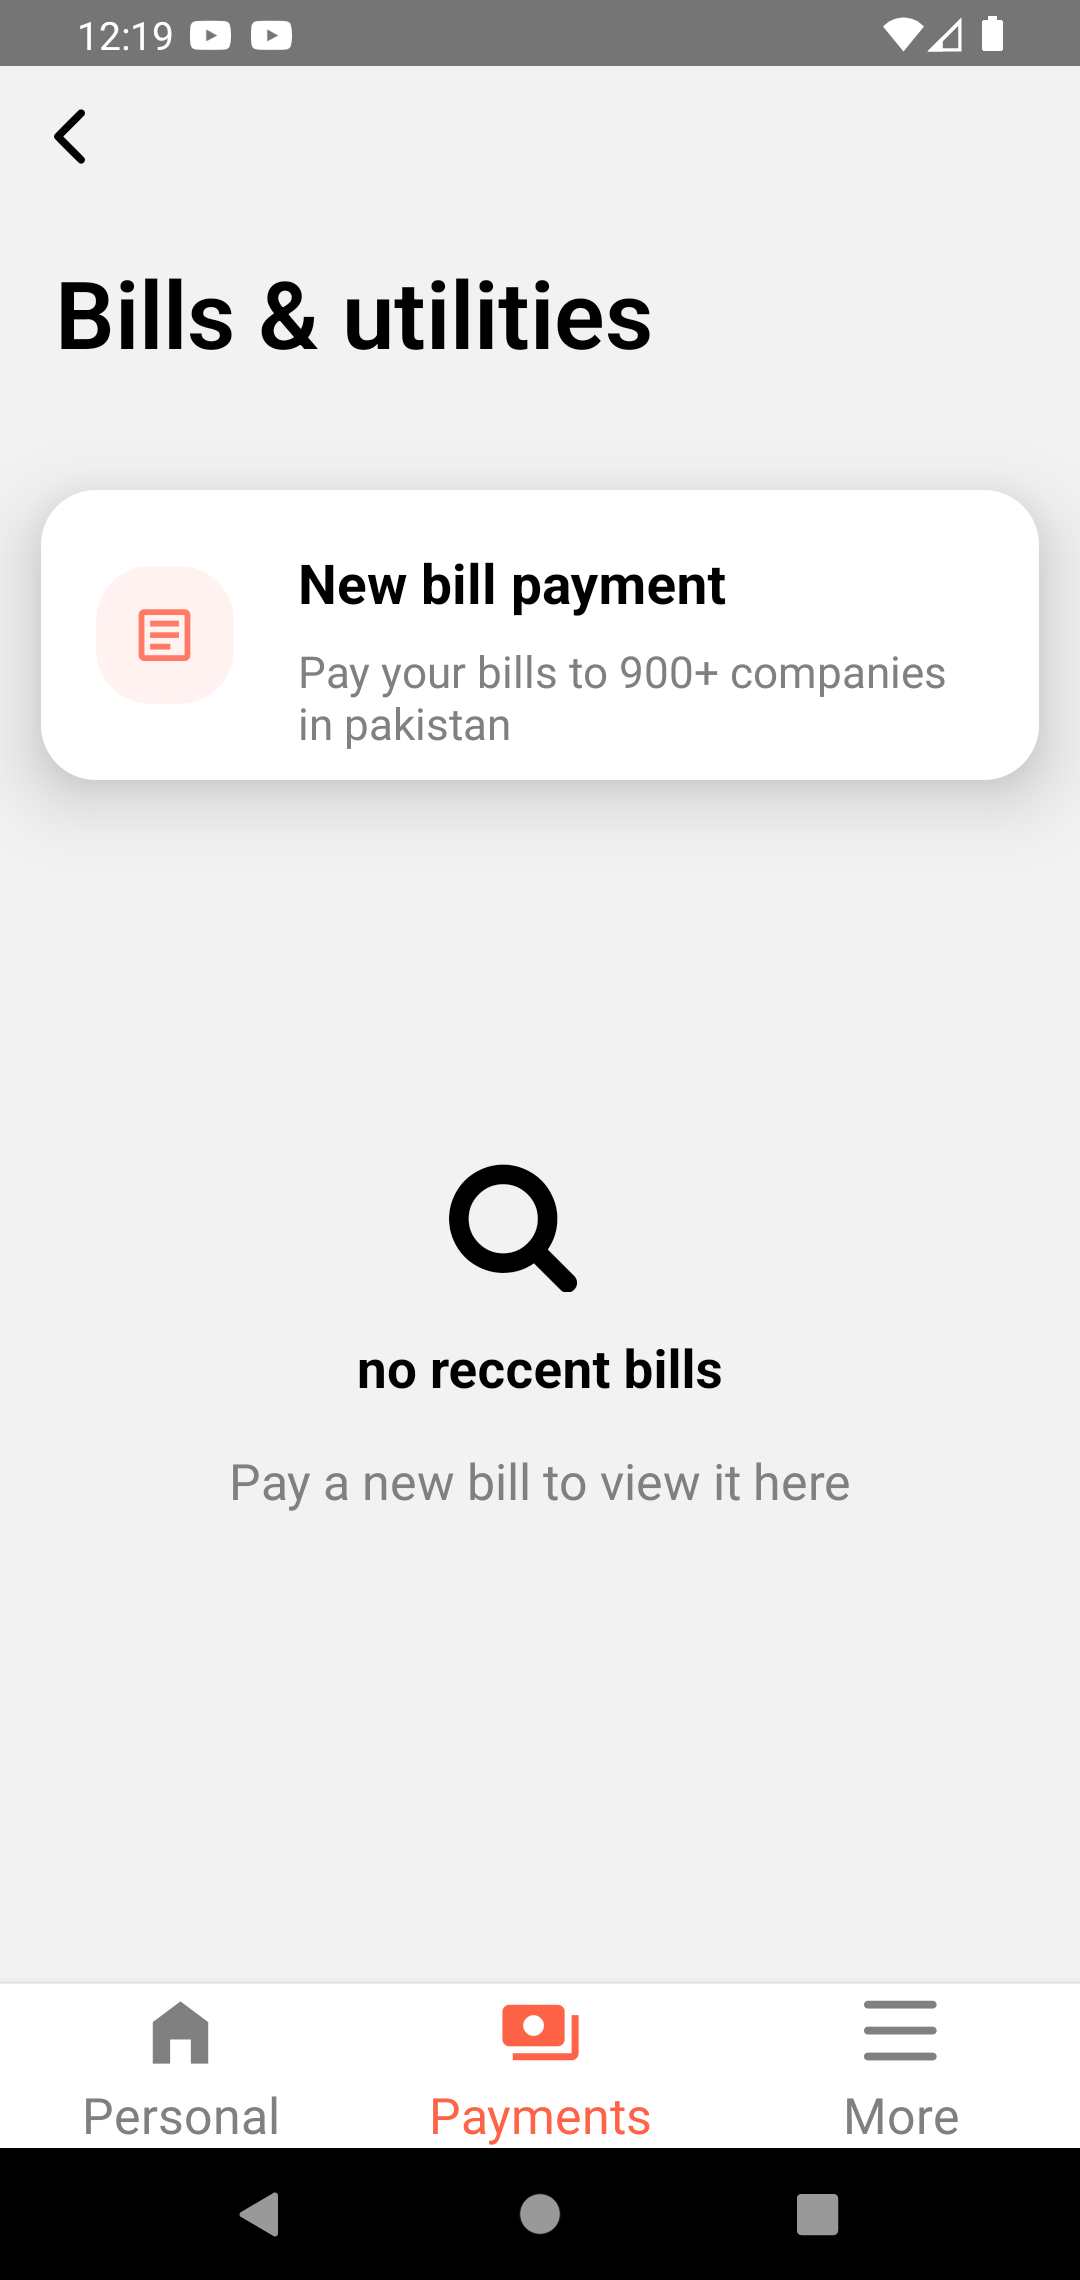 12:19
Bills & utilities
New bill payment
Pay your bills to 900+ companies
in pakistan
no reccent bills
Pay a new bill to view it here
Personal
Payments
More